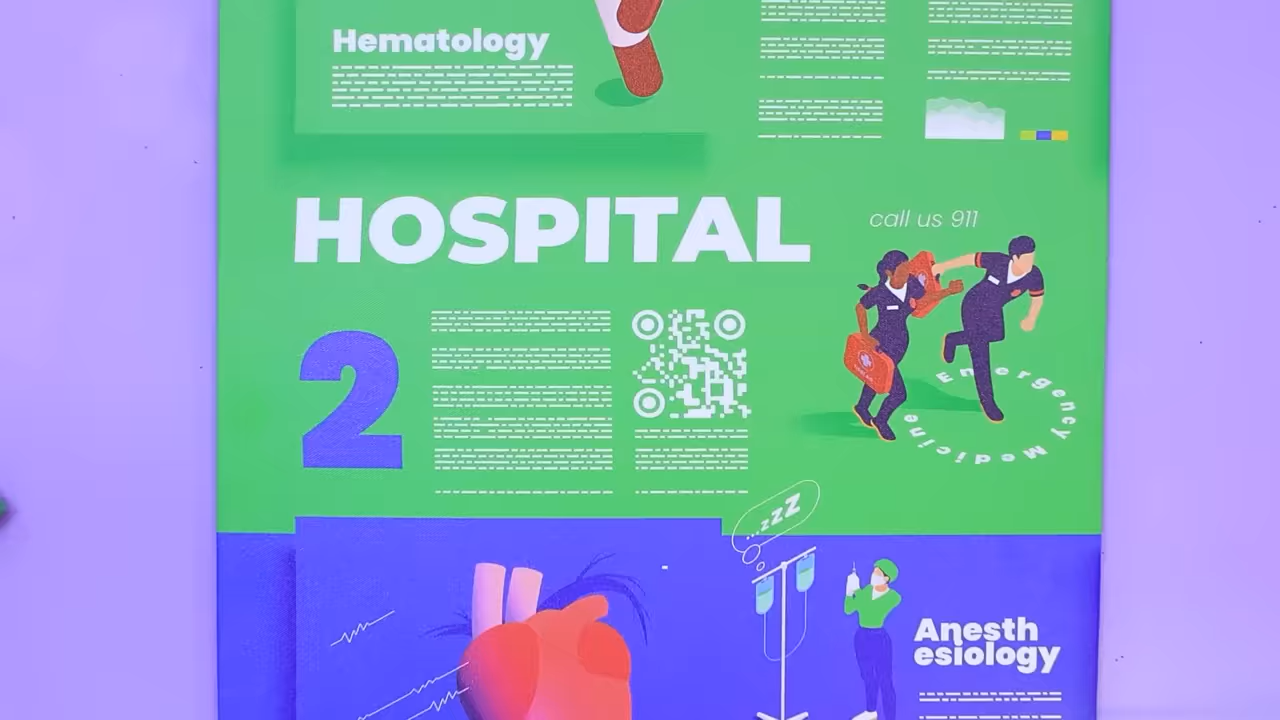 Hematology
HOSPITAL
call us 911
2
Emergency Medicine
...zzZ
Anesth
esiology